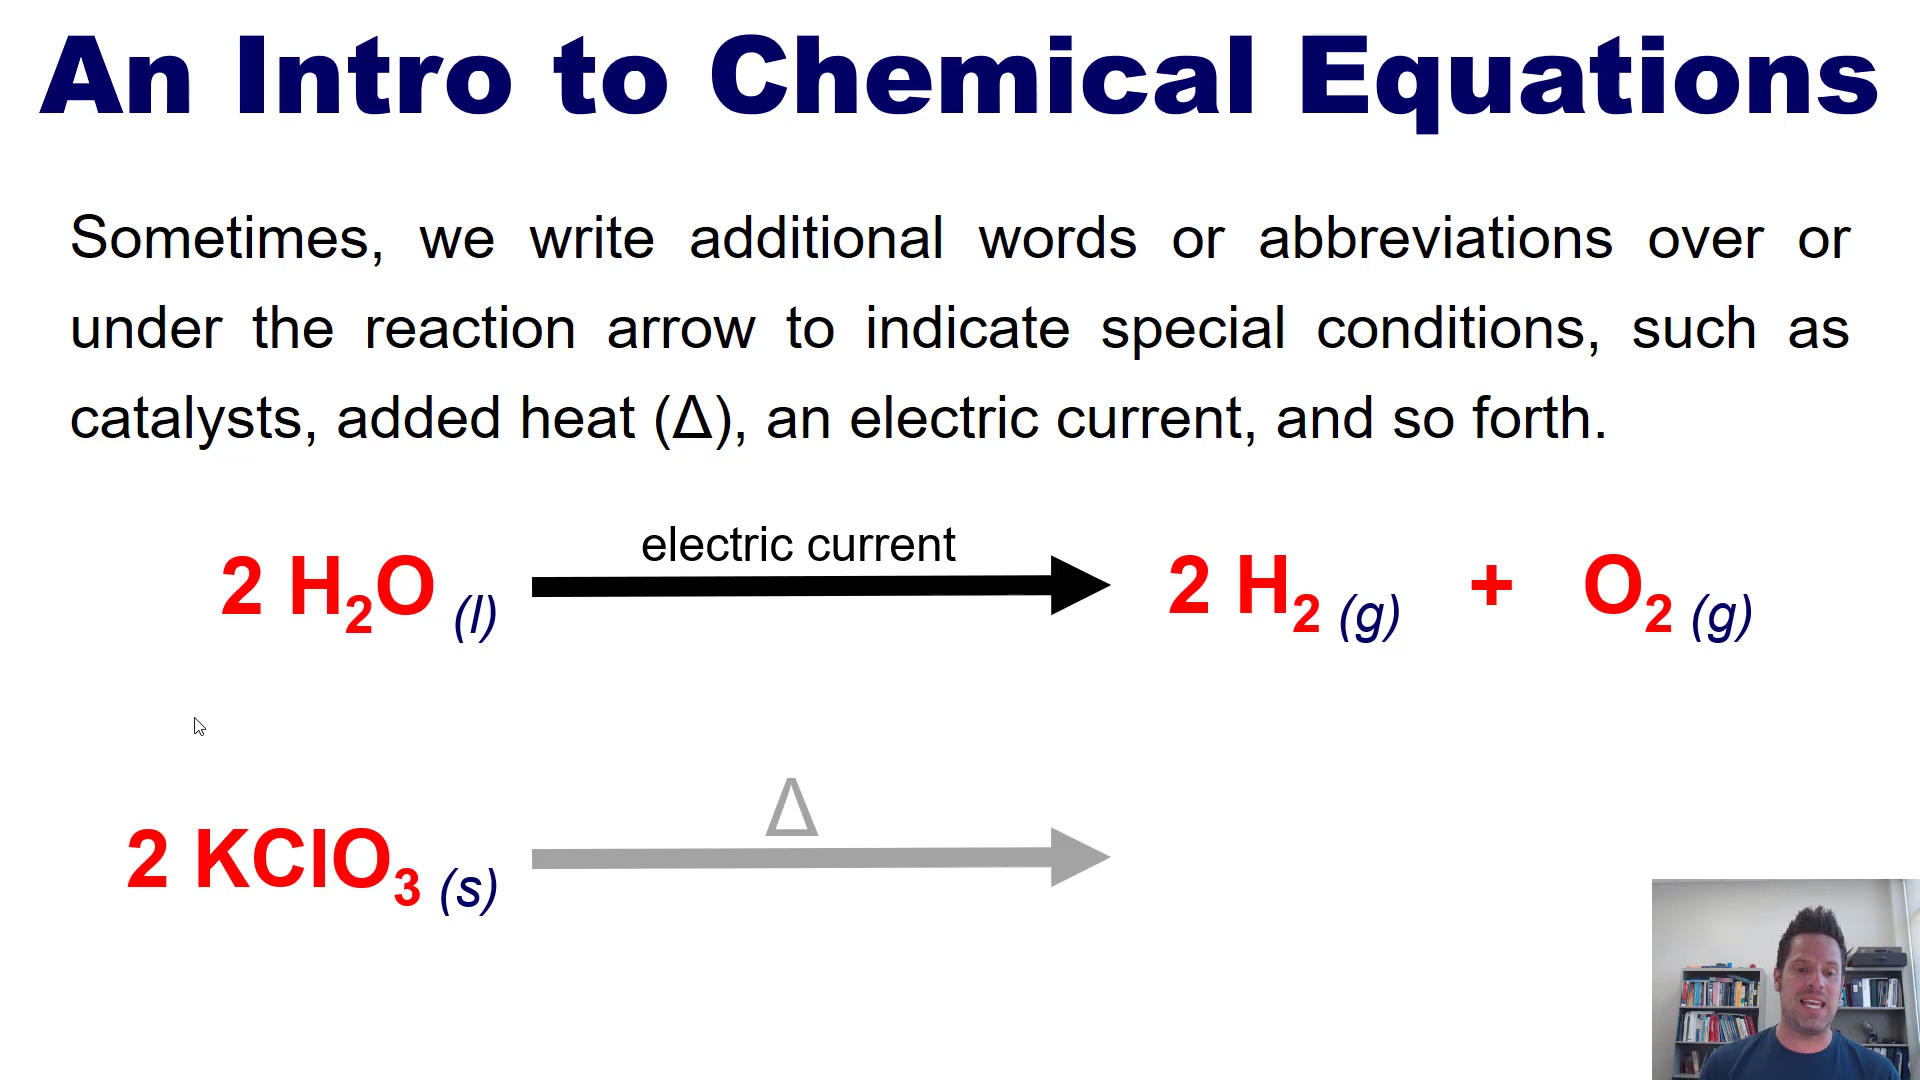 An Intro to Chemical Equations
Sometimes, we write additional words or abbreviations over or
under the reaction arrow to indicate special conditions, such as
catalysts, added heat (Δ), an electric current, and so forth.
electric current
2 H₂O (l) 2 H₂ (g) + O₂ (g)
Δ
2 KClO₃ (s)